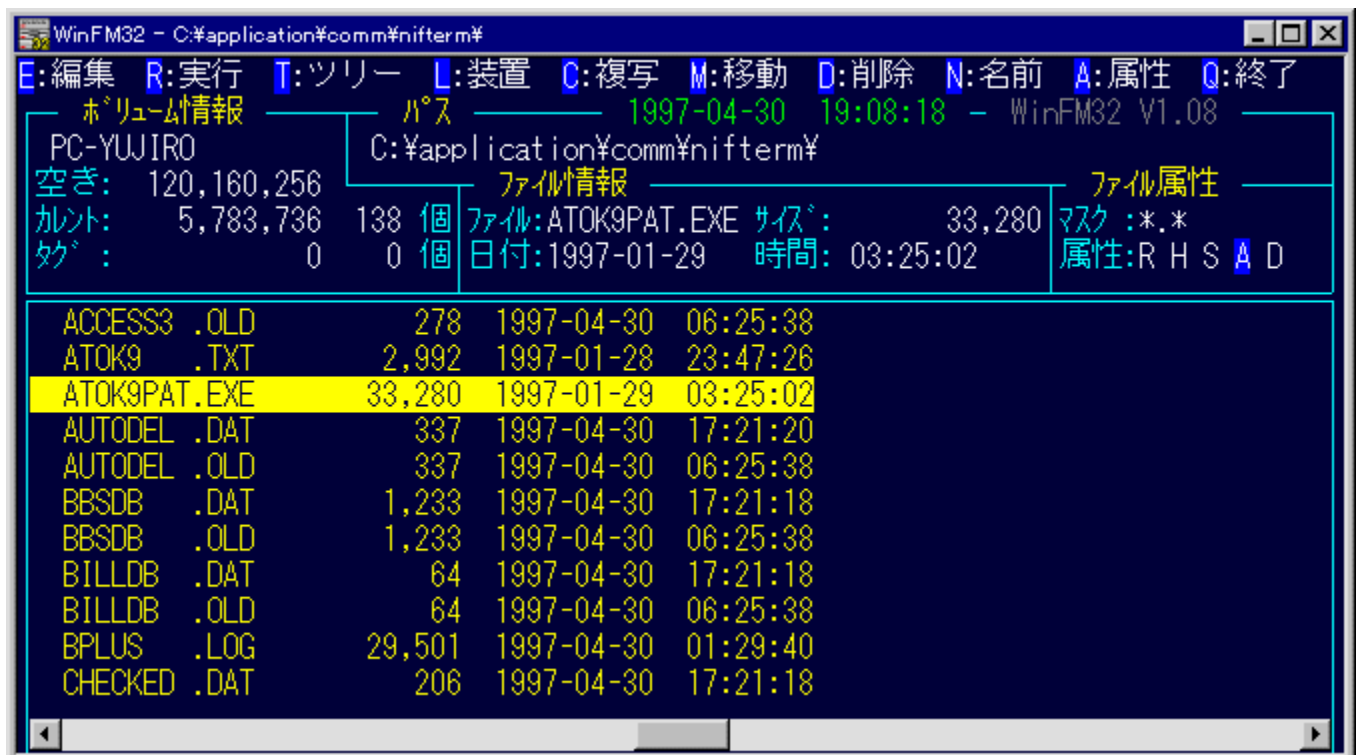 WinFM32 - C:¥application¥comm¥nifterm¥
E:編集 R:実行 T:ツリー L:装置 C:複写 M:移動 D:削除 N:名前 A:属性 Q:終了
ﾎﾞﾘｭｰﾑ情報 ﾊﾟｽ 1997-04-30 19:08:18 - WinFM32 V1.08
PC-YUJIRO C:¥application¥comm¥nifterm¥
空き: 120,160,256 ﾌｧｲﾙ情報 ﾌｧｲﾙ属性
ｶﾚﾝﾄ: 5,783,736 138 個 ﾌｧｲﾙ:ATOK9PAT.EXE ｻｲｽﾞ: 33,280 ﾏｽｸ :*.*
ﾀｸﾞ : 0 0 個 日付:1997-01-29 時間: 03:25:02 属性:R H S A D
ACCESS3 .OLD 278 1997-04-30 06:25:38
ATOK9 .TXT 2,992 1997-01-28 23:47:26
ATOK9PAT.EXE 33,280 1997-01-29 03:25:02
AUTODEL .DAT 337 1997-04-30 17:21:20
AUTODEL .OLD 337 1997-04-30 06:25:38
BBSDB .DAT 1,233 1997-04-30 17:21:18
BBSDB .OLD 1,233 1997-04-30 06:25:38
BILLDB .DAT 64 1997-04-30 17:21:18
BILLDB .OLD 64 1997-04-30 06:25:38
BPLUS .LOG 29,501 1997-04-30 01:29:40
CHECKED .DAT 206 1997-04-30 17:21:18